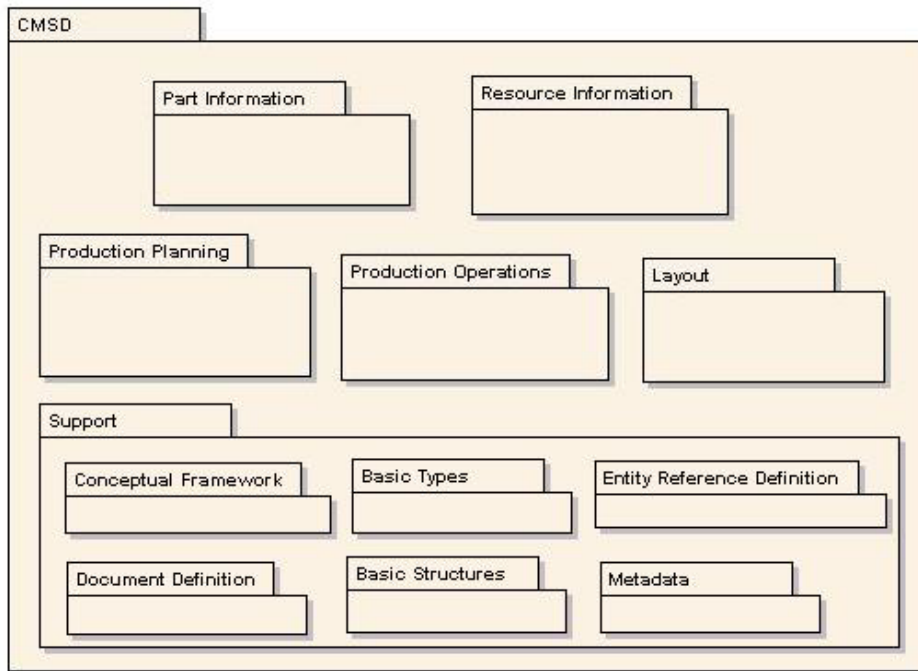 CMSD
Part Information
Resource Information
Production Planning
Production Operations
Layout
Support
Conceptual Framework
Basic Types
Entity Reference Definition
Document Definition
Basic Structures
Metadata